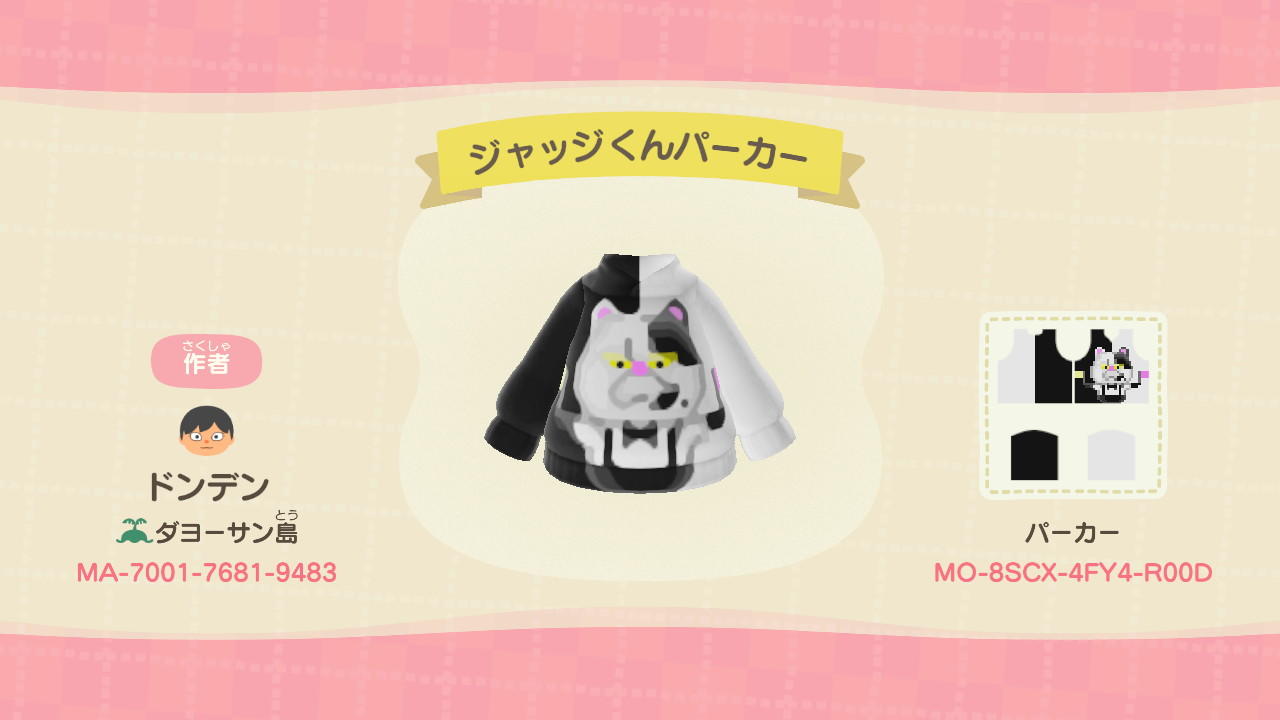 ジャッジくんパーカー
さくしゃ
作者
ドンデン
とう
ダヨーサン島
MA-7001-7681-9483
パーカー
MO-8SCX-4FY4-R00D